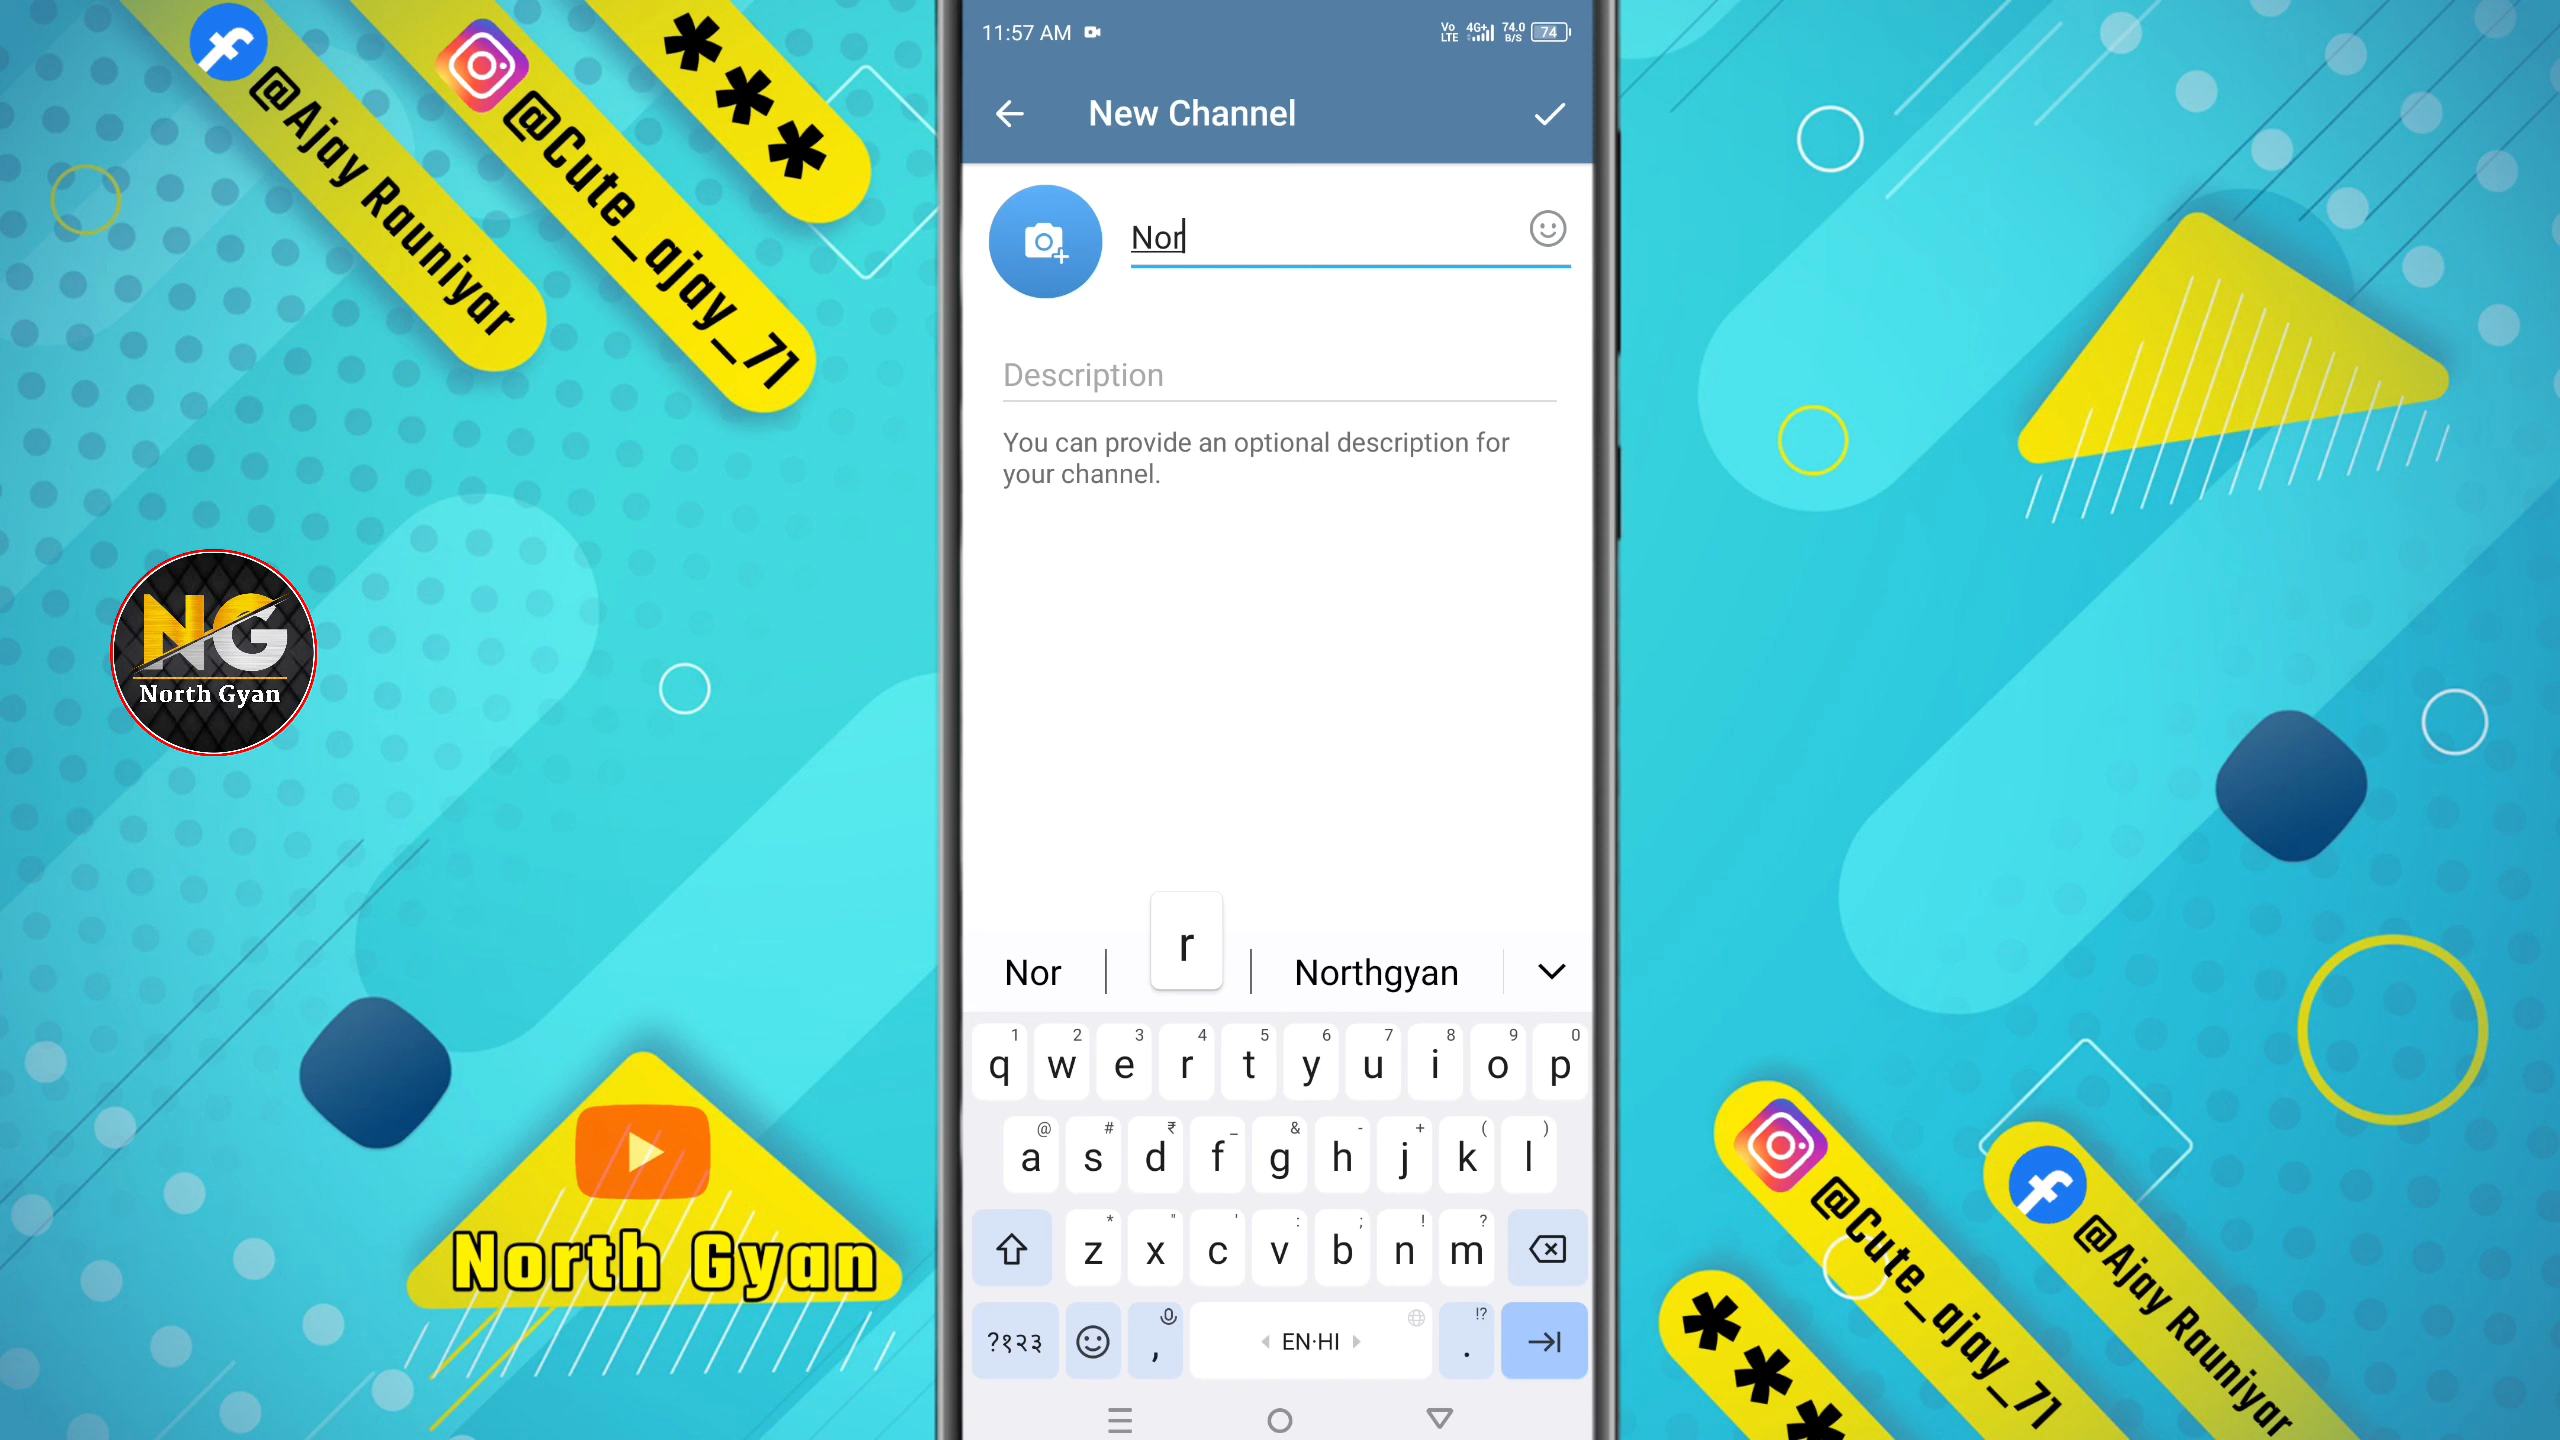 @Ajay Rauniyar
@Cute_ajay_71
***
NG
North Gyan
North Gyan
11:57 AM
Vo LTE 4G+ 74.0 B/S 74
New Channel
Nor
Description
You can provide an optional description for
your channel.
r
Nor Northgyan
1 2 3 4 5 6 7 8 9 0
q w e r t y u i o p
@ # ₹ _ & - + ( )
a s d f g h j k l
* " ' : ; ! ?
z x c v b n m
?१२३ , EN·HI . !?
@Cute_ajay_71
@Ajay Rauniyar
***